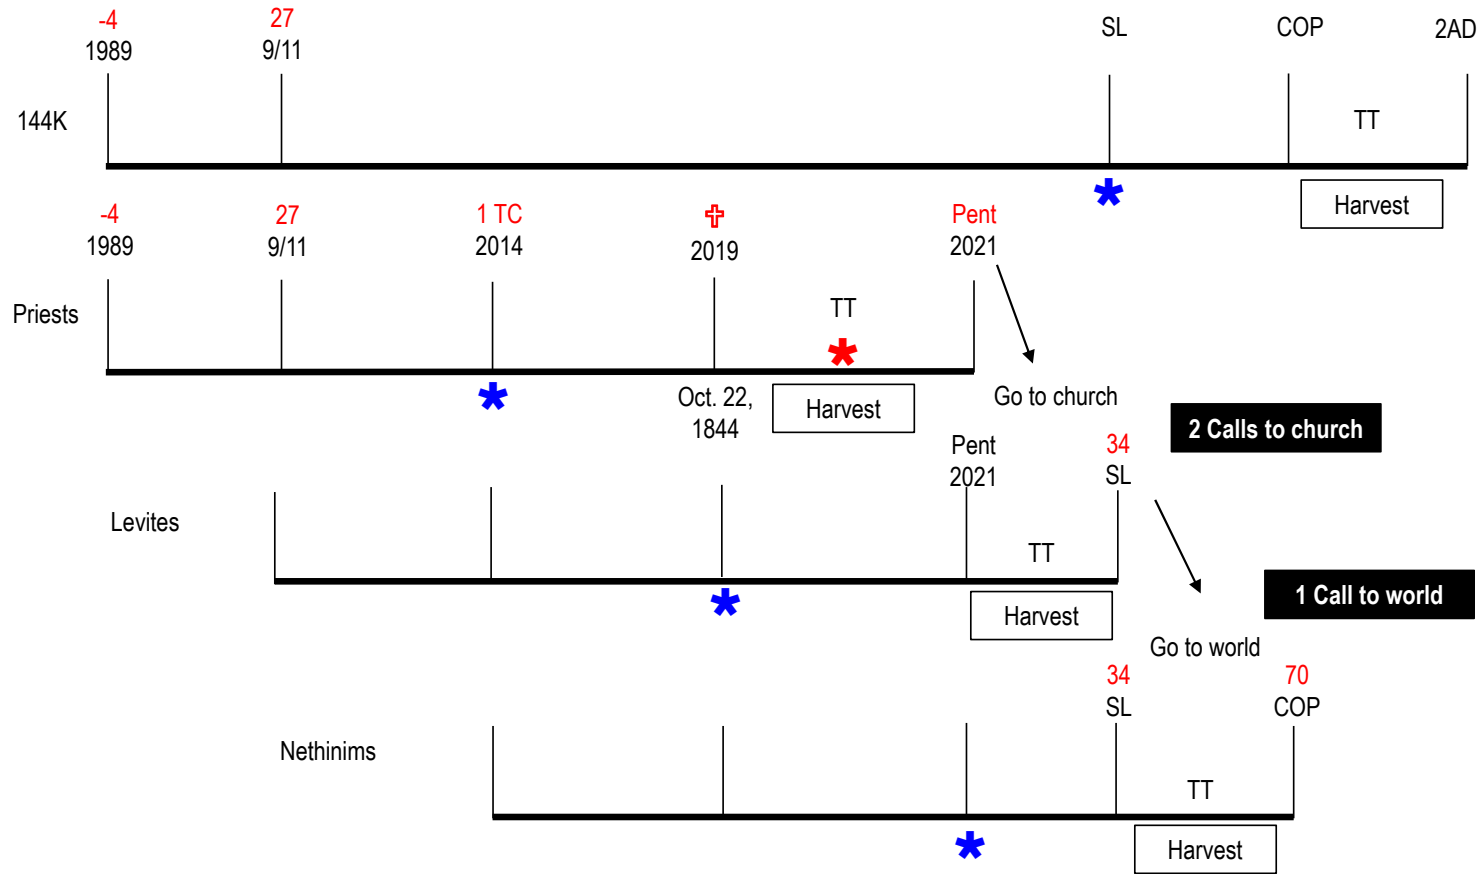 -4
1989
27
9/11
SL
COP
2AD
144K
TT
Harvest
-4
1989
27
9/11
1 TC
2014
✞
2019
Pent
2021
Priests
TT
*
*
*
Oct. 22,
1844
Harvest
Go to church
2 Calls to church
Pent
2021
34
SL
Levites
TT
*
Harvest
1 Call to world
Go to world
34
SL
70
COP
Nethinims
TT
*
Harvest